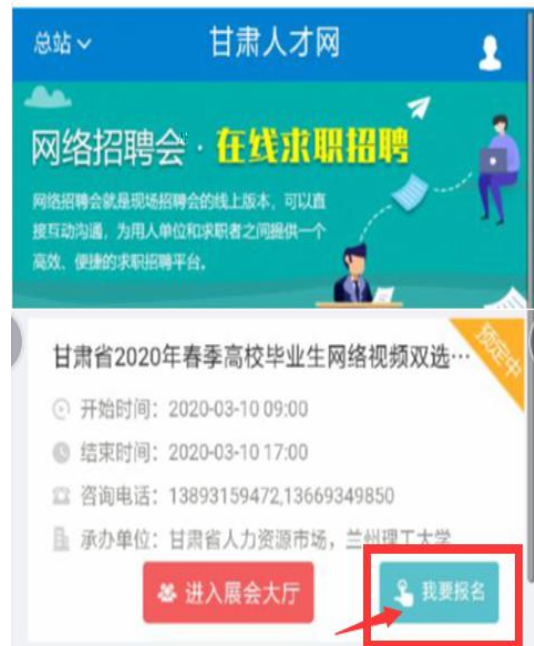 总站
甘肃人才网
网络招聘会·在线求职招聘
网络招聘会就是现场招聘会的线上版本，可以直
接互动沟通，为用人单位和求职者之间提供一个
高效、便捷的求职招聘平台。
预定中
甘肃省2020年春季高校毕业生网络视频双选…
开始时间：2020-03-10 09:00
结束时间：2020-03-10 17:00
咨询电话：13893159472,13669349850
承办单位：甘肃省人力资源市场，兰州理工大学
进入展会大厅
我要报名